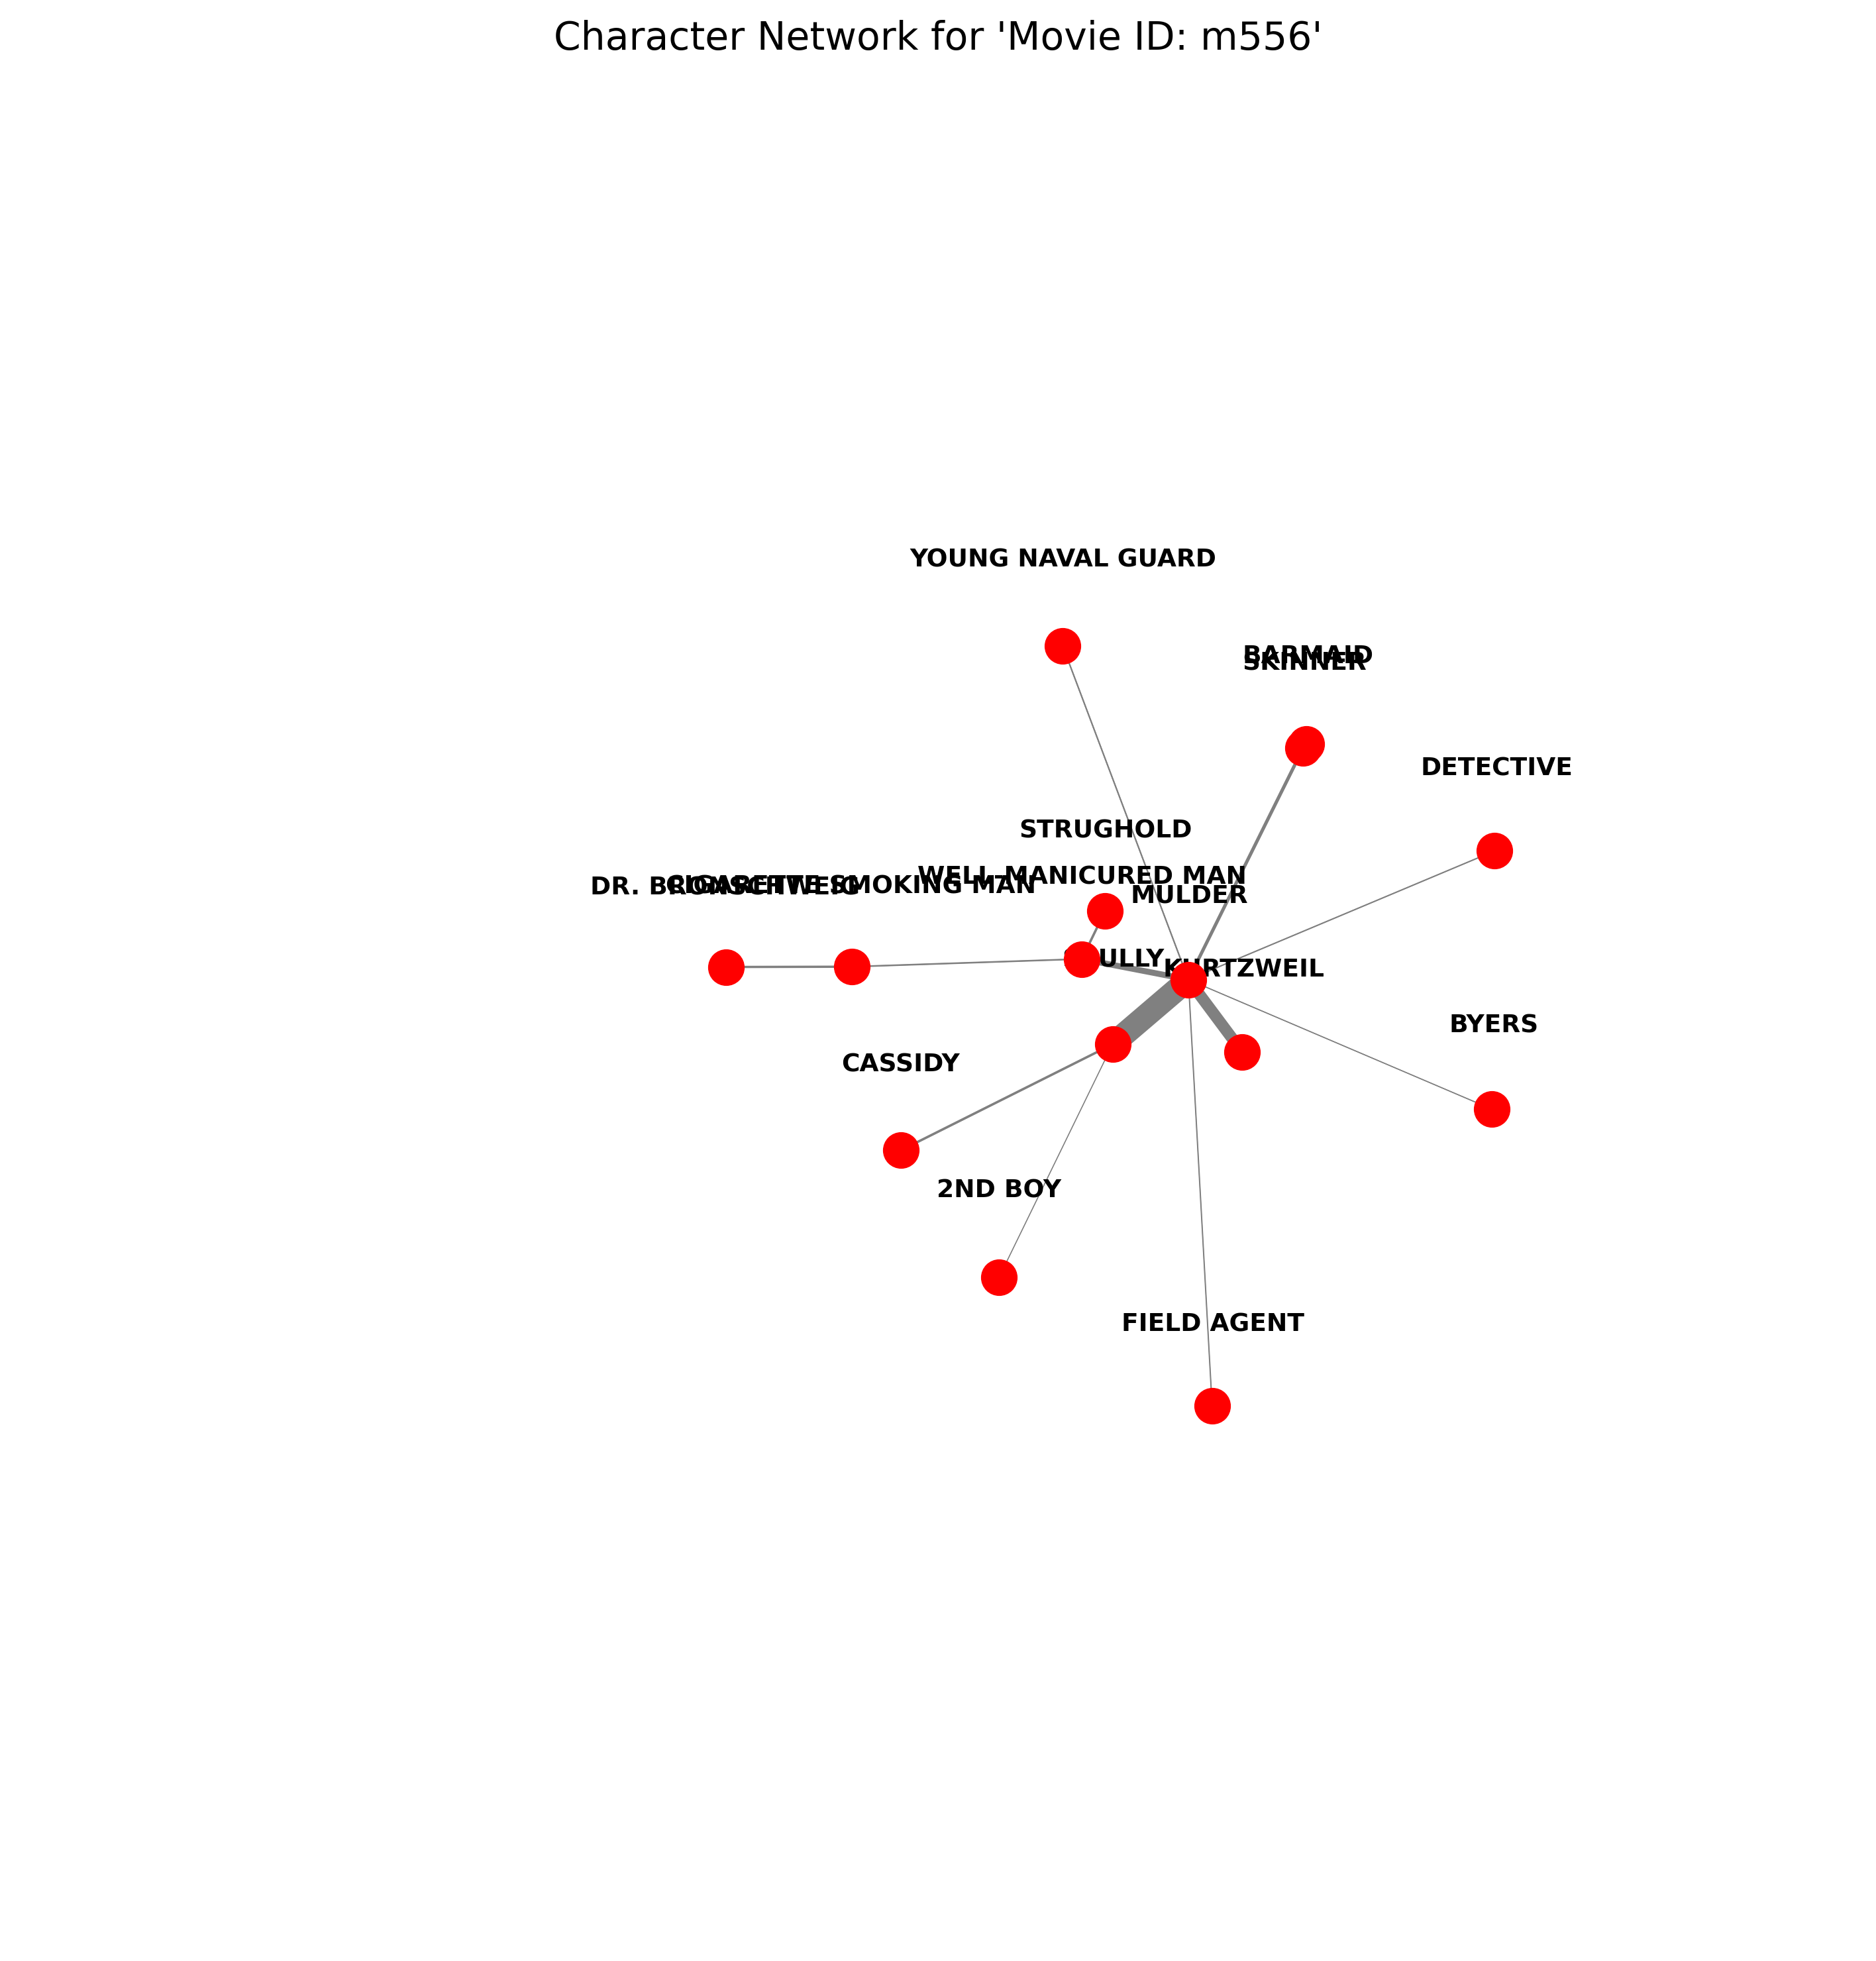 Character Network for 'Movie ID: m556'
YOUNG NAVAL GUARD
BARMAID
SKINNER
DETECTIVE
STRUGHOLD
WELL-MANICURED MAN
DR. BRONSCHWEIG
CIGARETTE SMOKING MAN
MULDER
SCULLY
KURTZWEIL
BYERS
CASSIDY
2ND BOY
FIELD AGENT